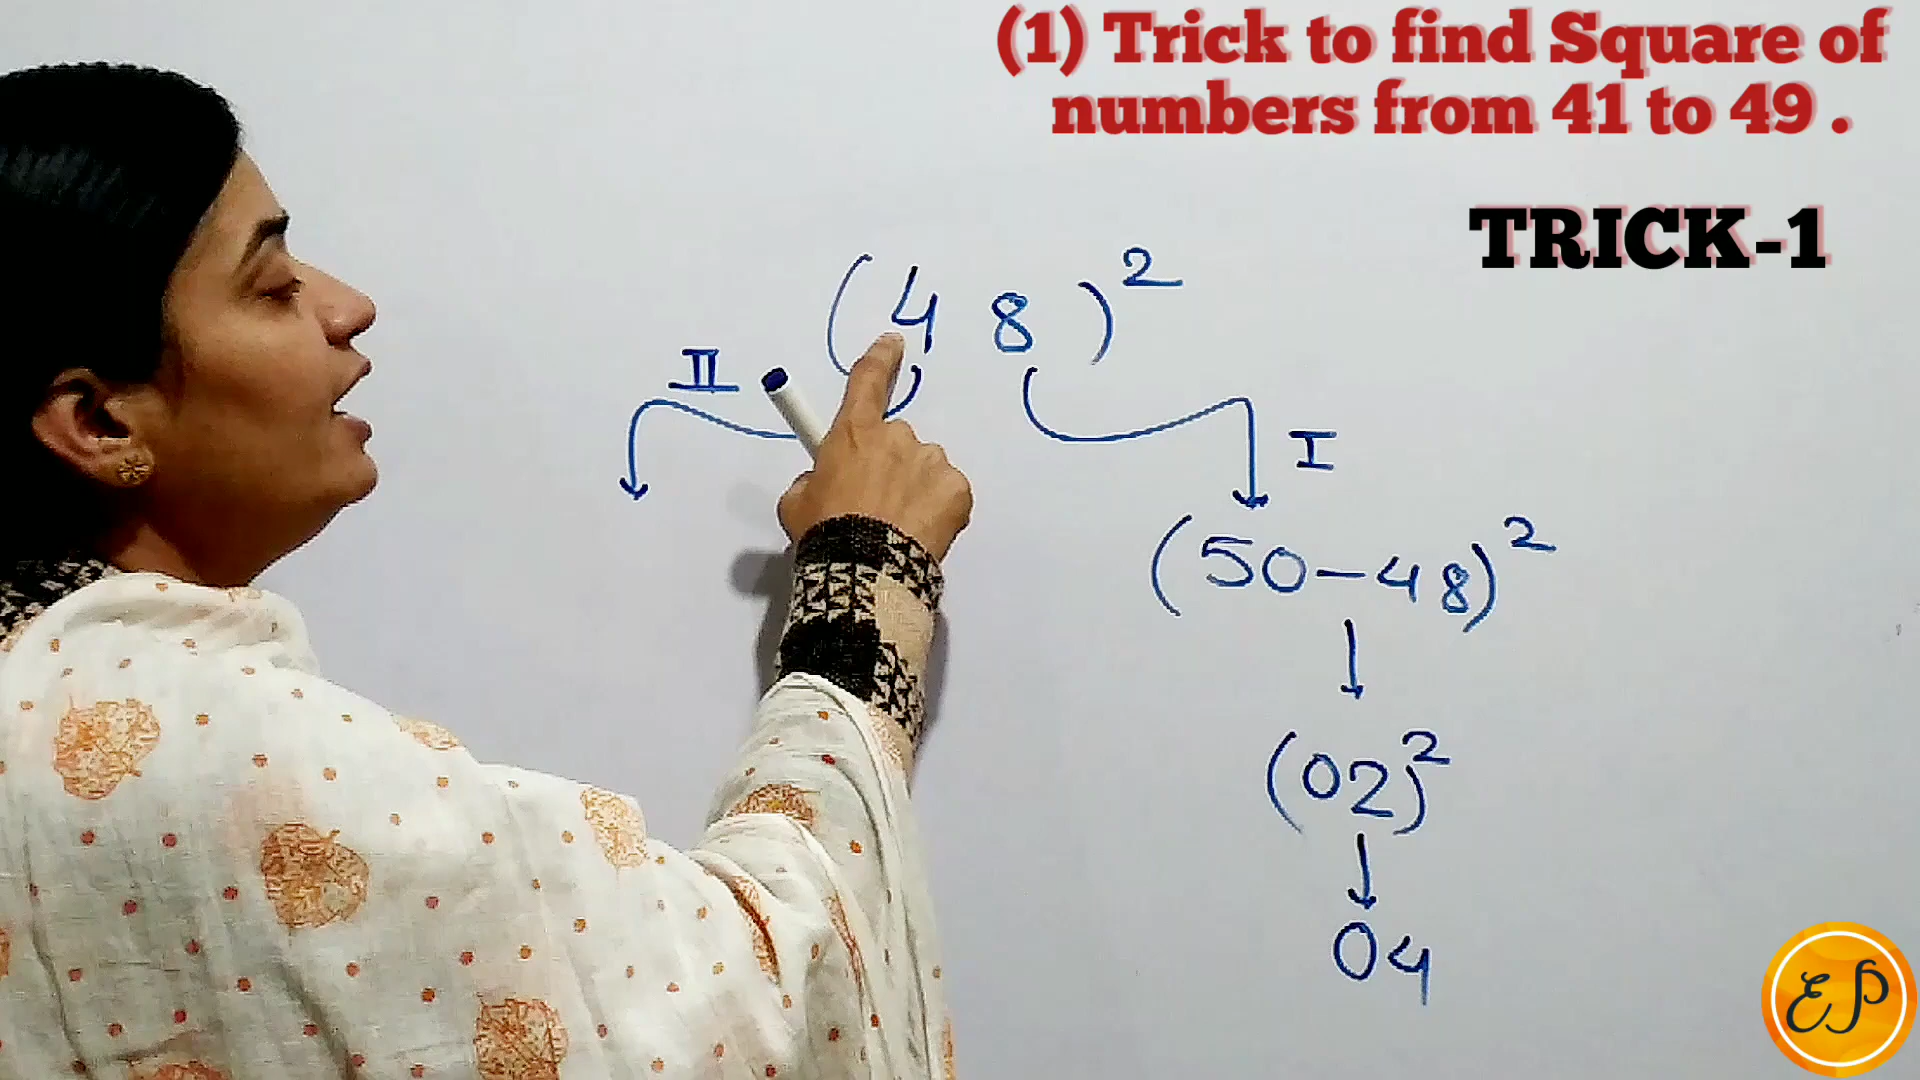 (1) Trick to find Square of
numbers from 41 to 49 .
TRICK-1
(48)²
II
I
(50-48)²
(02)²
04
EP